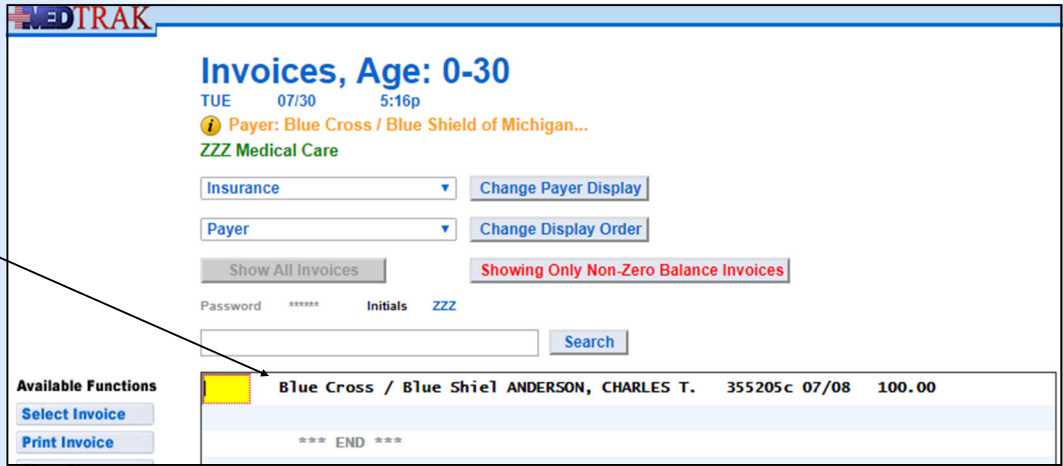 MEDTRAK
Invoices, Age: 0-30
TUE 07/30 5:16p
i Payer: Blue Cross / Blue Shield of Michigan...
ZZZ Medical Care
Insurance Change Payer Display
Payer Change Display Order
Show All Invoices Showing Only Non-Zero Balance Invoices
Password ****** Initials ZZZ
Search
Available Functions
Blue Cross / Blue Shiel ANDERSON, CHARLES T. 355205c 07/08 100.00
Select Invoice
Print Invoice
*** END ***